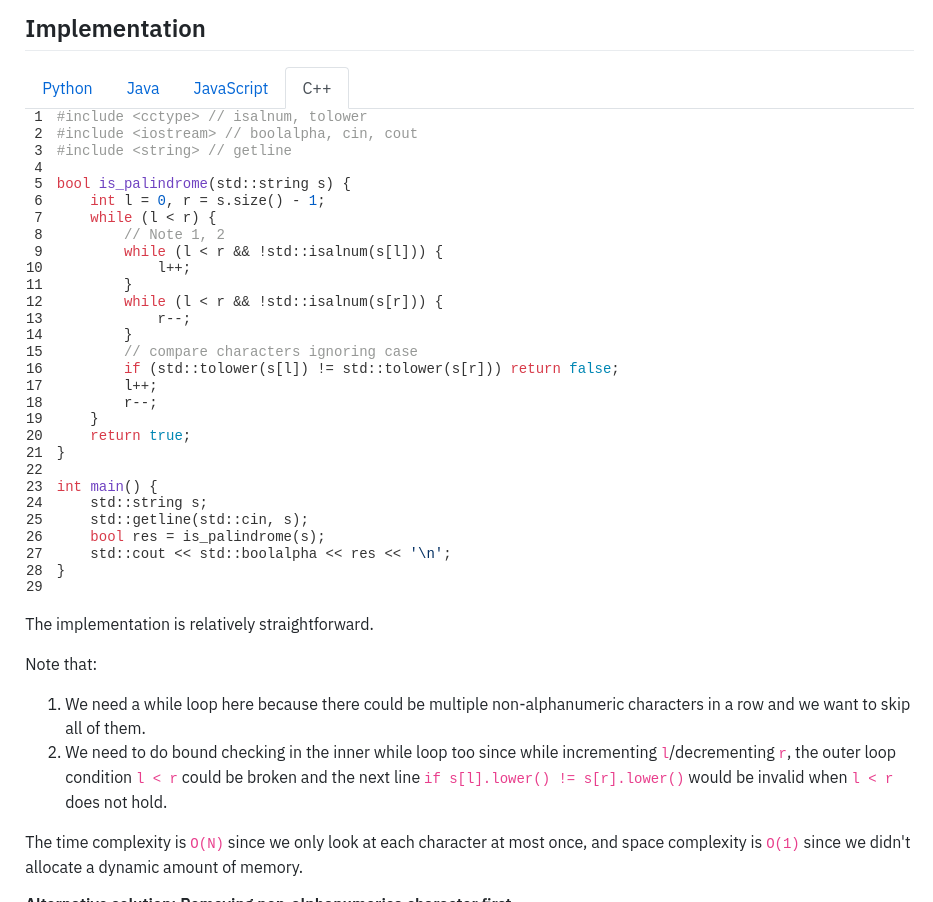 Implementation
Python Java JavaScript C++
1 #include <cctype> // isalnum, tolower
2 #include <iostream> // boolalpha, cin, cout
3 #include <string> // getline
4
5 bool is_palindrome(std::string s) {
6     int l = 0, r = s.size() - 1;
7     while (l < r) {
8         // Note 1, 2
9         while (l < r && !std::isalnum(s[l])) {
10             l++;
11         }
12         while (l < r && !std::isalnum(s[r])) {
13             r--;
14         }
15         // compare characters ignoring case
16         if (std::tolower(s[l]) != std::tolower(s[r])) return false;
17         l++;
18         r--;
19     }
20     return true;
21 }
22
23 int main() {
24     std::string s;
25     std::getline(std::cin, s);
26     bool res = is_palindrome(s);
27     std::cout << std::boolalpha << res << '\n';
28 }
29
The implementation is relatively straightforward.
Note that:
1. We need a while loop here because there could be multiple non-alphanumeric characters in a row and we want to skip
all of them.
2. We need to do bound checking in the inner while loop too since while incrementing l/decrementing r, the outer loop
condition l < r could be broken and the next line if s[l].lower() != s[r].lower() would be invalid when l < r
does not hold.
The time complexity is O(N) since we only look at each character at most once, and space complexity is O(1) since we didn't
allocate a dynamic amount of memory.
Alternative solution: Removing non-alphanumerics character first